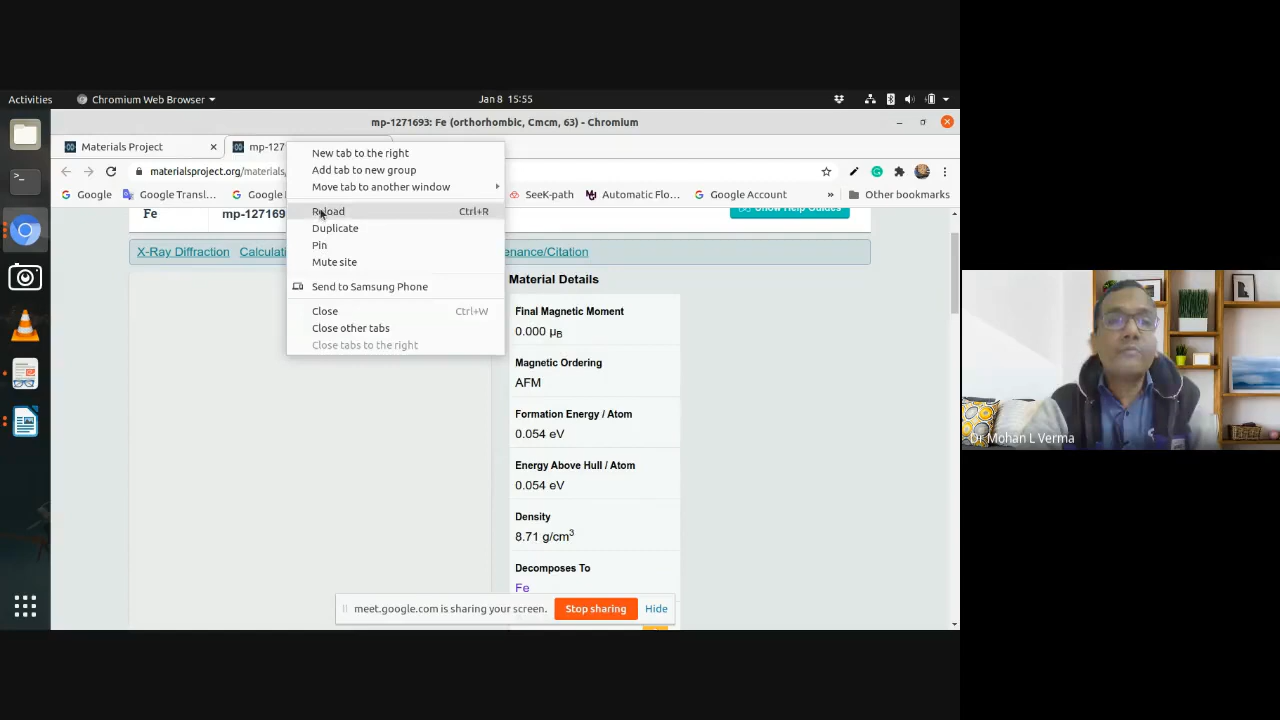 Activities
Chromium Web Browser
Jan 8 15:55
mp-1271693: Fe (orthorhombic, Cmcm, 63) - Chromium
Materials Project
mp-127
materialsproject.org/materials
Google
Google Transl...
Google
SeeK-path
Automatic Flo...
Google Account
»
Other bookmarks
Fe
mp-127169
Show Help Guides
X-Ray Diffraction
Calculati
enance/Citation
New tab to the right
Add tab to new group
Move tab to another window
Reload Ctrl+R
Duplicate
Pin
Mute site
Send to Samsung Phone
Close Ctrl+W
Close other tabs
Close tabs to the right
Material Details
Final Magnetic Moment
0.000 μB
Magnetic Ordering
AFM
Formation Energy / Atom
0.054 eV
Energy Above Hull / Atom
0.054 eV
Density
8.71 g/cm³
Decomposes To
Fe
meet.google.com is sharing your screen.
Stop sharing
Hide
Dr Mohan L Verma